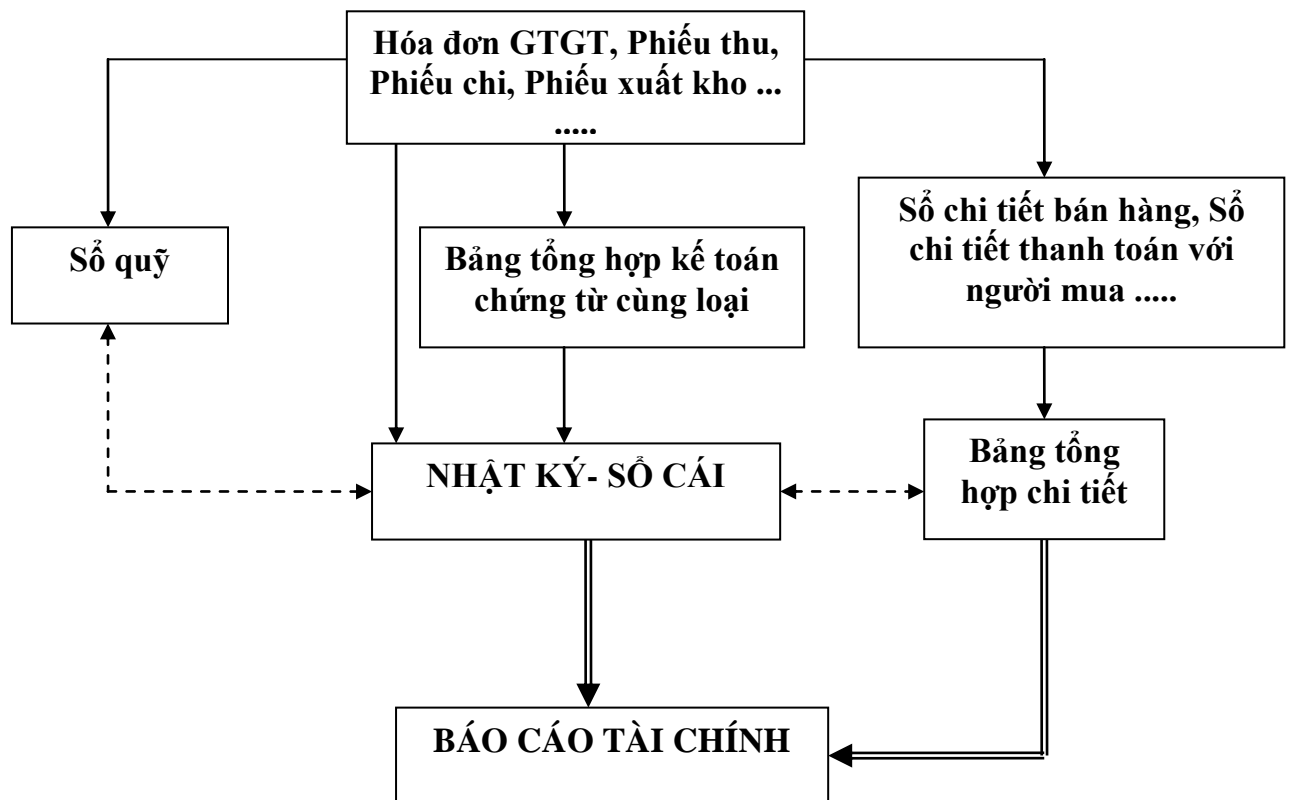 Hóa đơn GTGT, Phiếu thu,
Phiếu chi, Phiếu xuất kho ...
.....
Sổ quỹ
Bảng tổng hợp kế toán
chứng từ cùng loại
Sổ chi tiết bán hàng, Sổ
chi tiết thanh toán với
người mua .....
NHẬT KÝ- SỔ CÁI
Bảng tổng
hợp chi tiết
BÁO CÁO TÀI CHÍNH